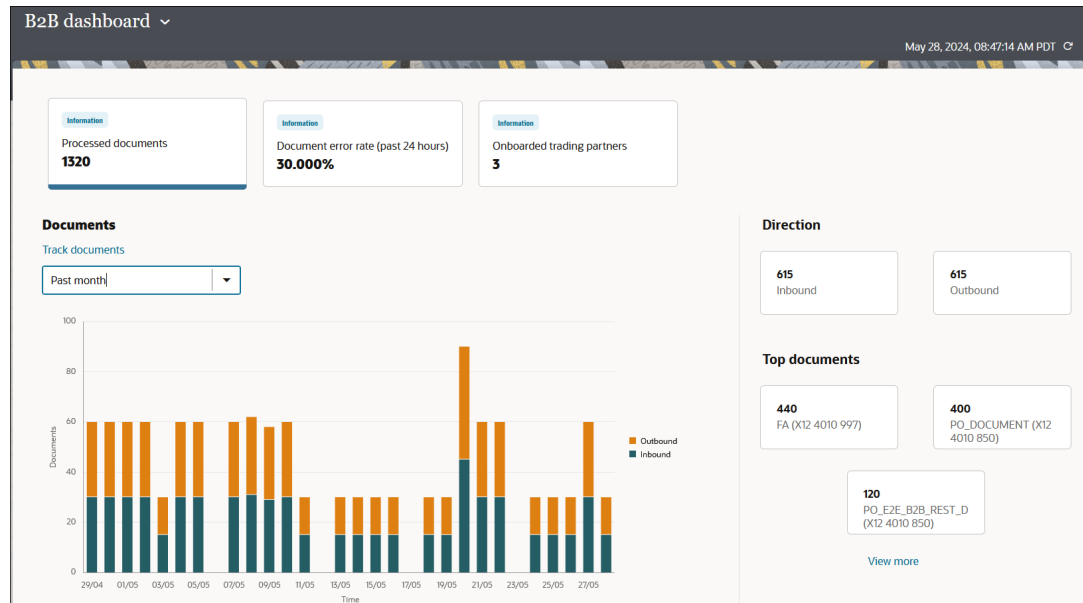 B2B dashboard
May 28, 2024, 08:47:14 AM PDT
Information
Processed documents
1320
Information
Document error rate (past 24 hours)
30.000%
Information
Onboarded trading partners
3
Documents
Track documents
Past month
100
80
60
40
20
0
Documents
29/04 01/05 03/05 05/05 07/05 09/05 11/05 13/05 15/05 17/05 19/05 21/05 23/05 25/05 27/05
Time
Outbound
Inbound
Direction
615
Inbound
615
Outbound
Top documents
440
FA (X12 4010 997)
400
PO_DOCUMENT (X12
4010 850)
120
PO_E2E_B2B_REST_D
(X12 4010 850)
View more